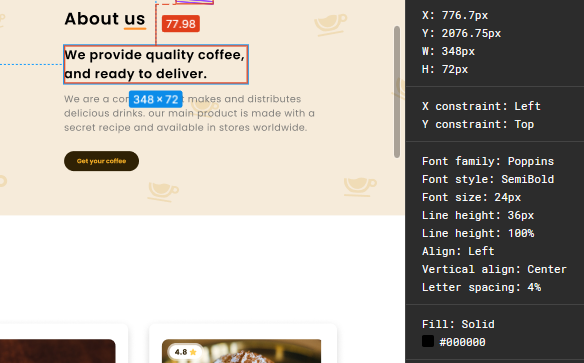 About us
77.98
We provide quality coffee,
and ready to deliver.
348 × 72
We are a com makes and distributes
delicious drinks. our main product is made with a
secret recipe and available in stores worldwide.
Get your coffee
4.8
X: 776.7px
Y: 2076.75px
W: 348px
H: 72px
X constraint: Left
Y constraint: Top
Font family: Poppins
Font style: SemiBold
Font size: 24px
Line height: 36px
Line height: 100%
Align: Left
Vertical align: Center
Letter spacing: 4%
Fill: Solid
#000000